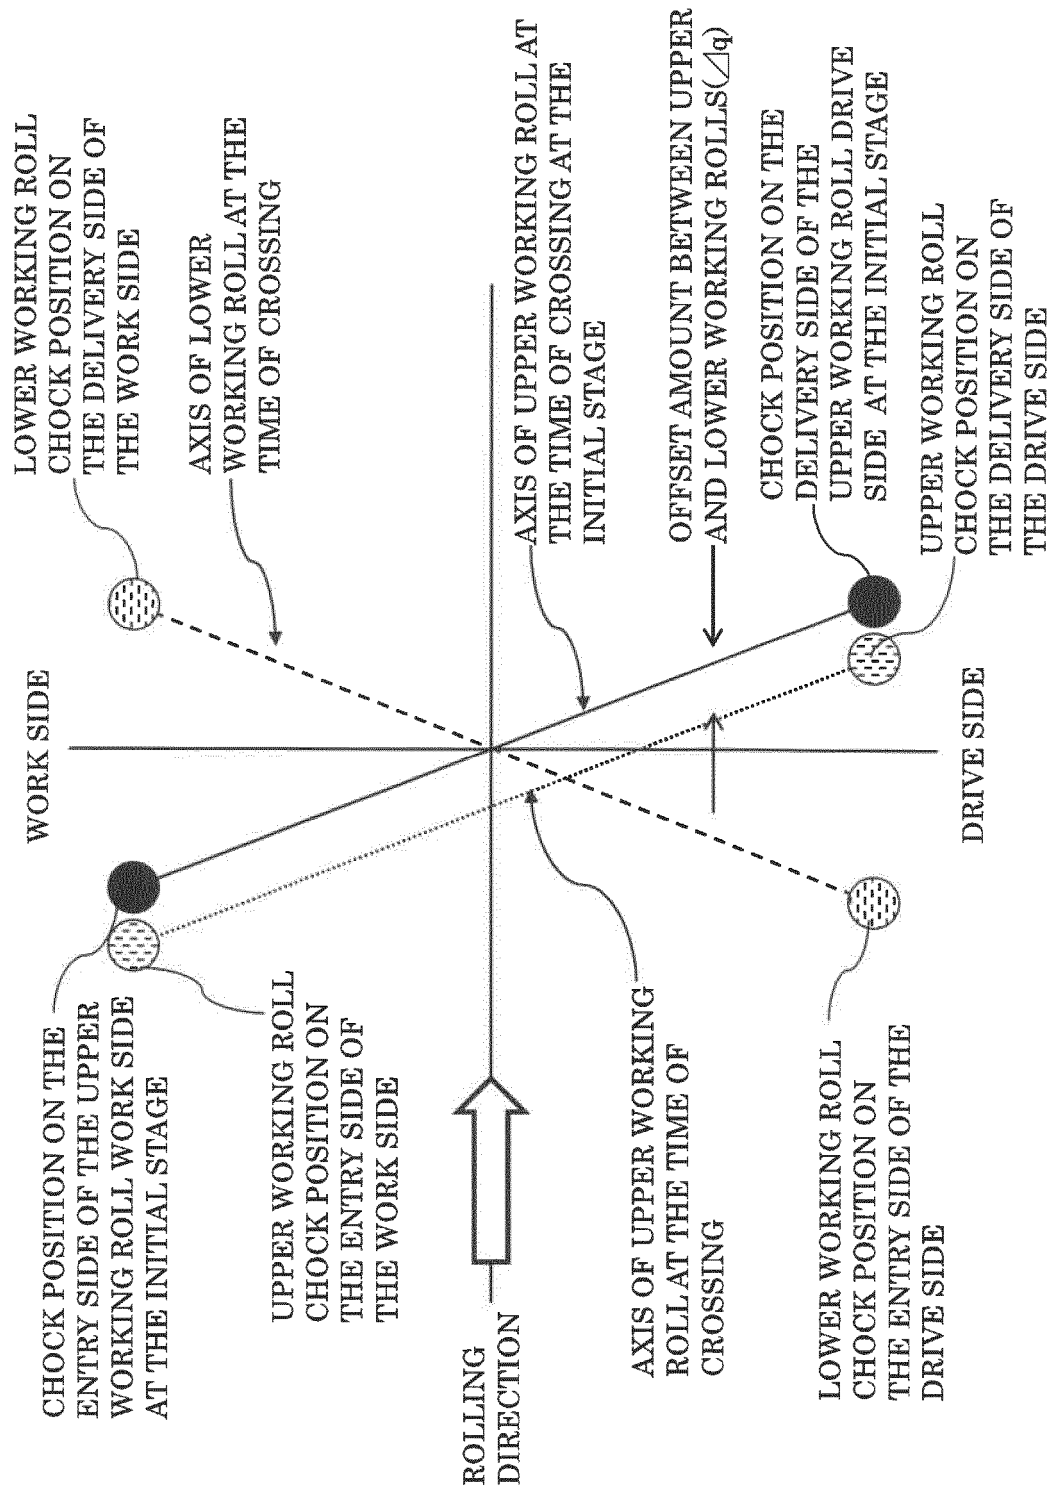 WORK SIDE
LOWER WORKING ROLL
CHOCK POSITION ON
THE DELIVERY SIDE OF
THE WORK SIDE
AXIS OF LOWER
WORKING ROLL AT THE
TIME OF CROSSING
CHOCK POSITION ON THE
ENTRY SIDE OF THE UPPER
WORKING ROLL WORK SIDE
AT THE INITIAL STAGE
UPPER WORKING ROLL
CHOCK POSITION ON
THE ENTRY SIDE OF
THE WORK SIDE
ROLLING
DIRECTION
AXIS OF UPPER WORKING ROLL AT
THE TIME OF CROSSING AT THE
INITIAL STAGE
OFFSET AMOUNT BETWEEN UPPER
AND LOWER WORKING ROLLS(⊿q)
AXIS OF UPPER WORKING
ROLL AT THE TIME OF
CROSSING
CHOCK POSITION ON THE
DELIVERY SIDE OF THE
UPPER WORKING ROLL DRIVE
SIDE AT THE INITIAL STAGE
LOWER WORKING ROLL
CHOCK POSITION ON
THE ENTRY SIDE OF THE
DRIVE SIDE
UPPER WORKING ROLL
CHOCK POSITION ON
THE DELIVERY SIDE OF
THE DRIVE SIDE
DRIVE SIDE